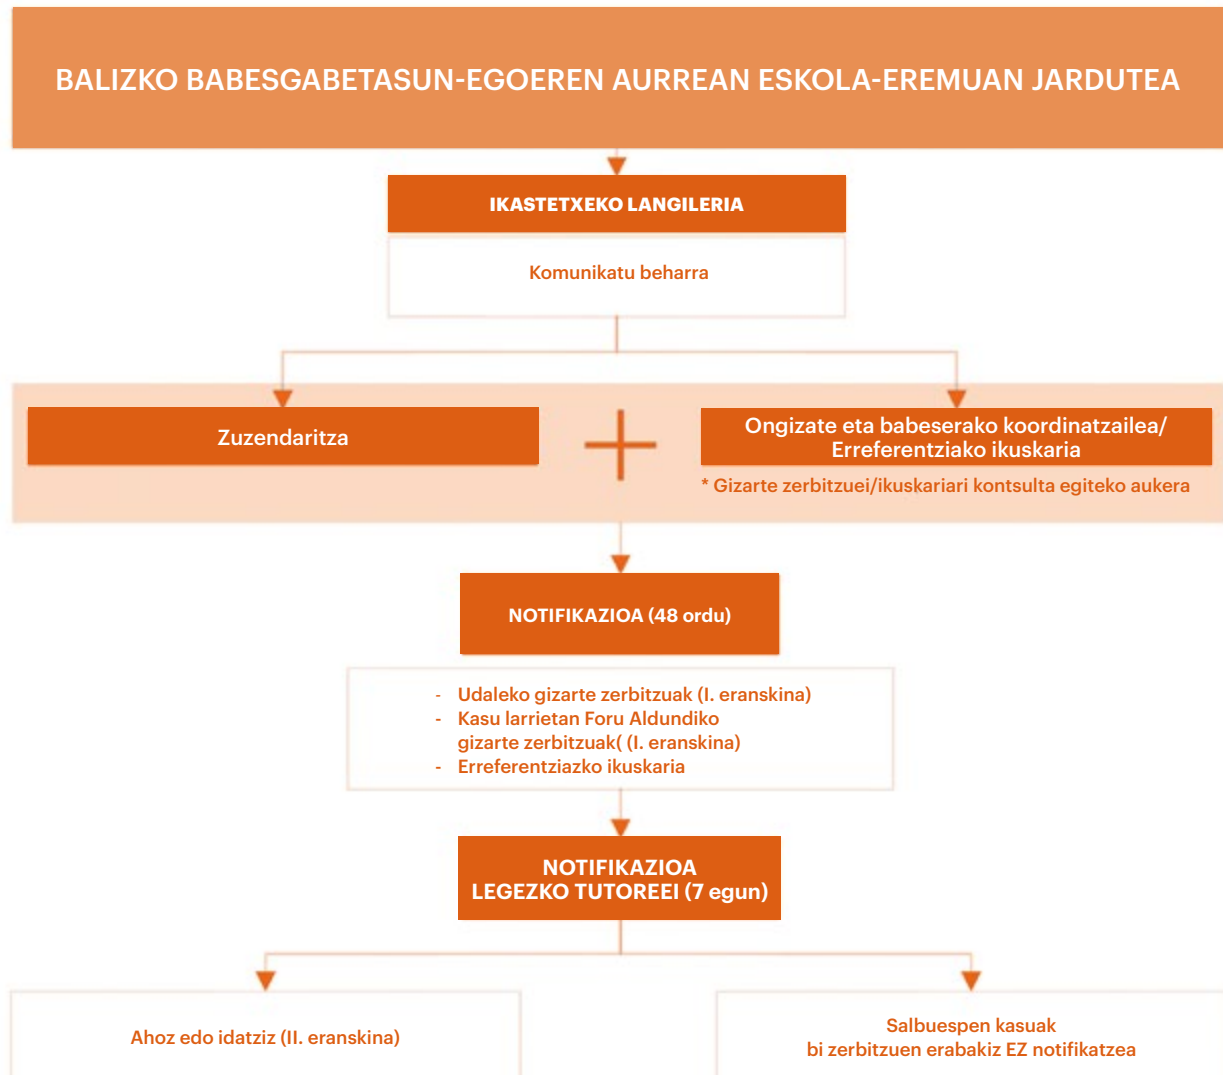 BALIZKO BABESGABETASUN-EGOEREN AURREAN ESKOLA-EREMUAN JARDUTEA
IKASTETXEKO LANGILERIA
Komunikatu beharra
Zuzendaritza
Ongizate eta babeserako koordinatzailea/
Erreferentziako ikuskaria
* Gizarte zerbitzuei/ikuskariari kontsulta egiteko aukera
NOTIFIKAZIOA (48 ordu)
- Udaleko gizarte zerbitzuak (I. eranskina)
- Kasu larrietan Foru Aldundiko
gizarte zerbitzuak( (I. eranskina)
- Erreferentziazko ikuskaria
NOTIFIKAZIOA
LEGEZKO TUTOREEI (7 egun)
Ahoz edo idatziz (II. eranskina)
Salbuespen kasuak
bi zerbitzuen erabakiz EZ notifikatzea